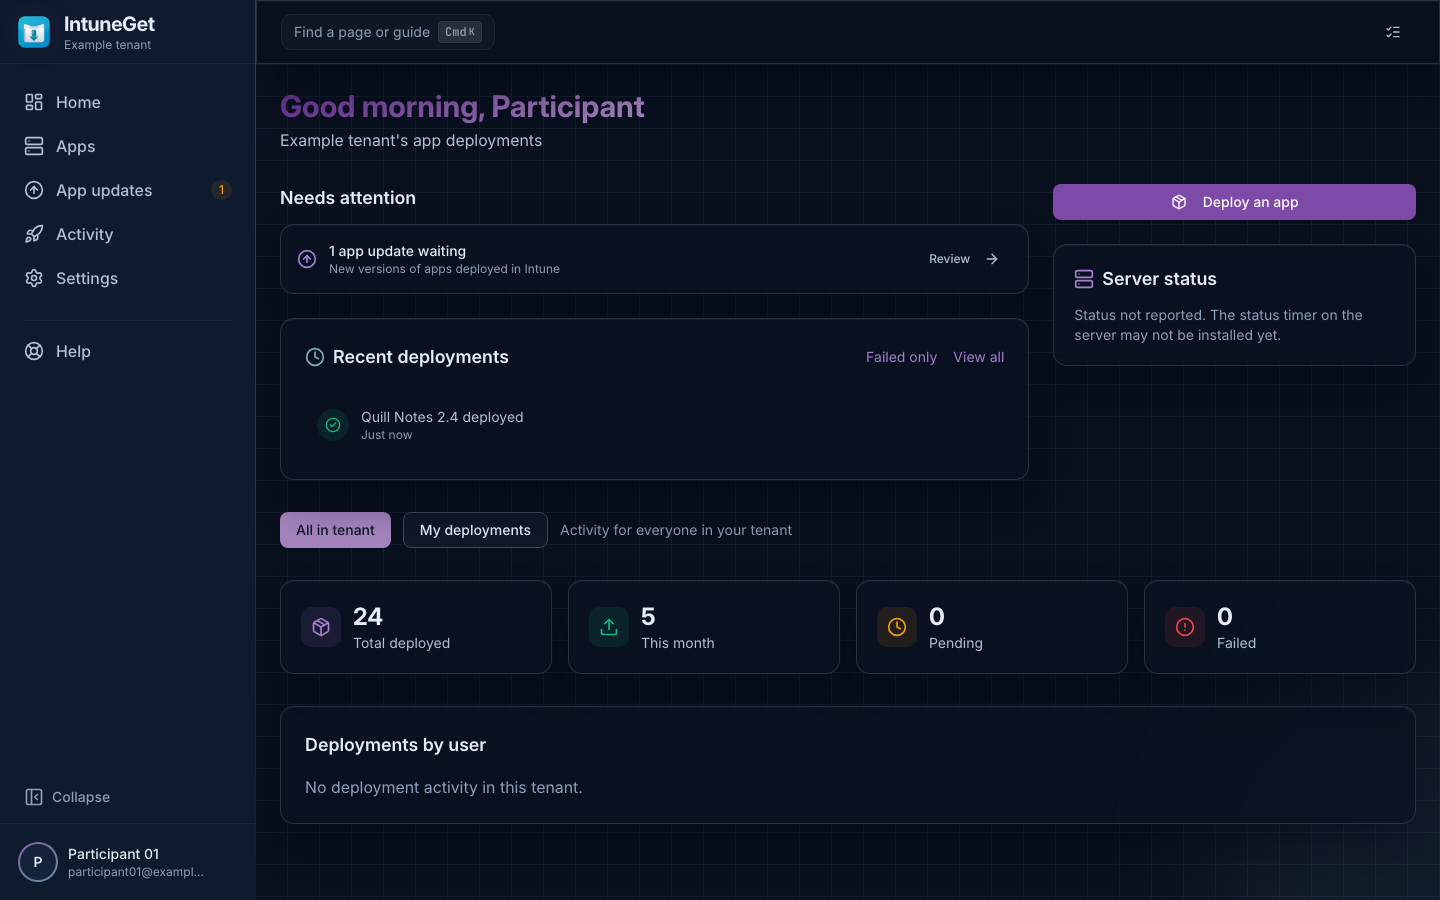 IntuneGet
Example tenant
Home
Apps
App updates
1
Activity
Settings
Help
Collapse
P
Participant 01
participant01@exampl...
Find a page or guide
Cmd K
Good morning, Participant
Example tenant's app deployments
Needs attention
1 app update waiting
New versions of apps deployed in Intune
Review
Recent deployments
Failed only
View all
Quill Notes 2.4 deployed
Just now
Deploy an app
Server status
Status not reported. The status timer on the
server may not be installed yet.
All in tenant
My deployments
Activity for everyone in your tenant
24
Total deployed
5
This month
0
Pending
0
Failed
Deployments by user
No deployment activity in this tenant.